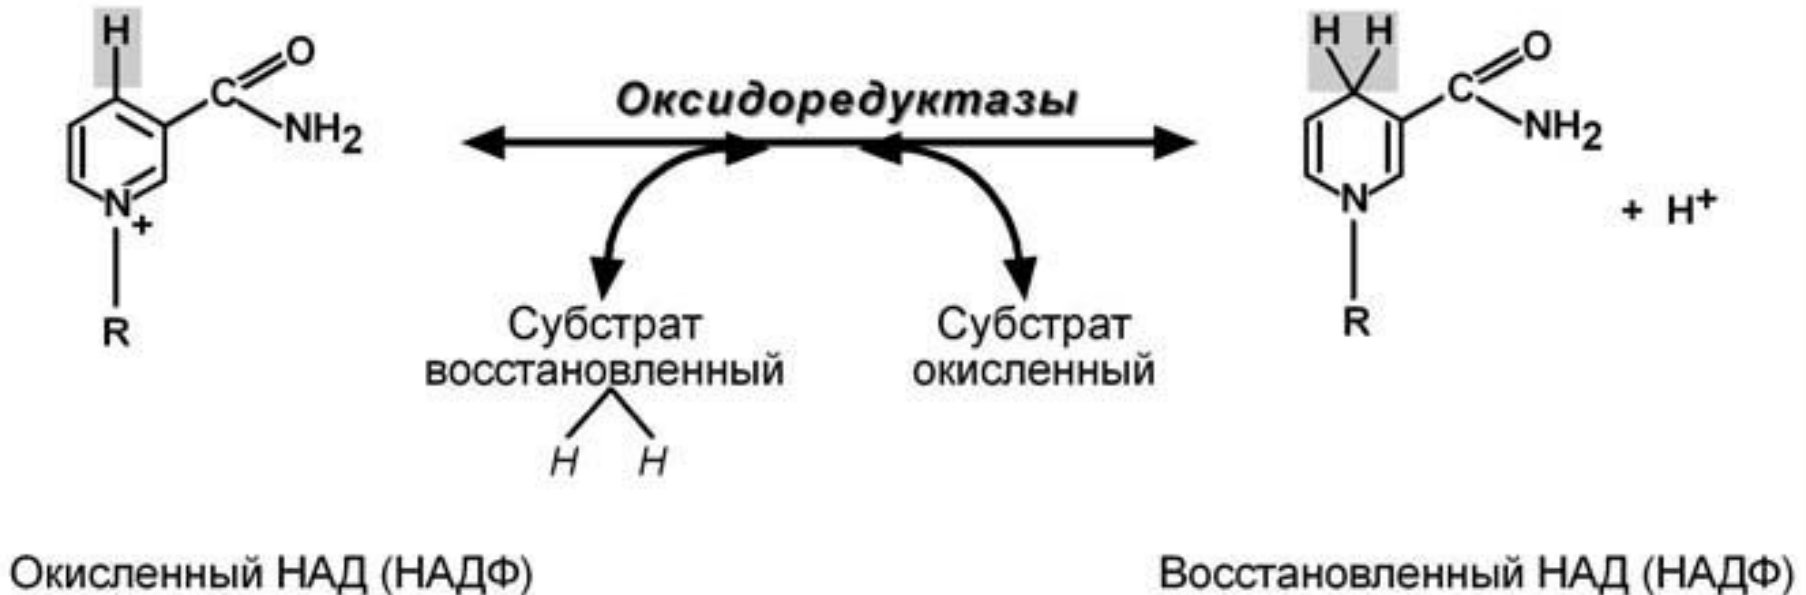 H
O
C
NH2
N
+
R
Оксидоредуктазы
Субстрат
восстановленный
H H
Субстрат
окисленный
H H
O
C
NH2
N
R
+ H+
Окисленный НАД (НАДФ)
Восстановленный НАД (НАДФ)